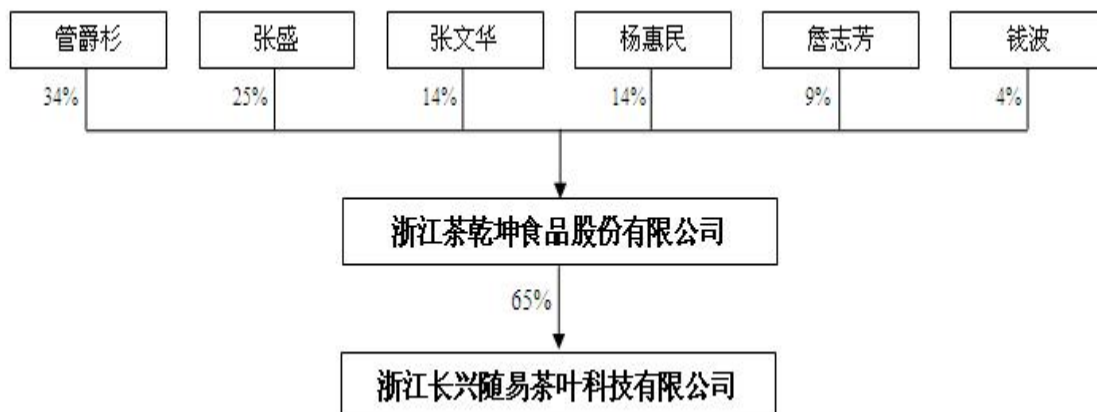 管爵杉
张盛
张文华
杨惠民
詹志芳
钱波
34%
25%
14%
14%
9%
4%
浙江茶乾坤食品股份有限公司
65%
浙江长兴随易茶叶科技有限公司